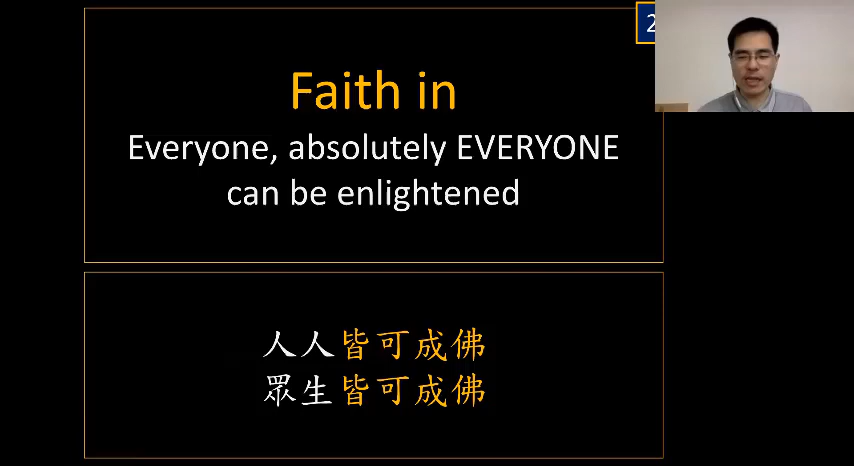 2
Faith in
Everyone, absolutely EVERYONE
can be enlightened
人人皆可成佛
眾生皆可成佛